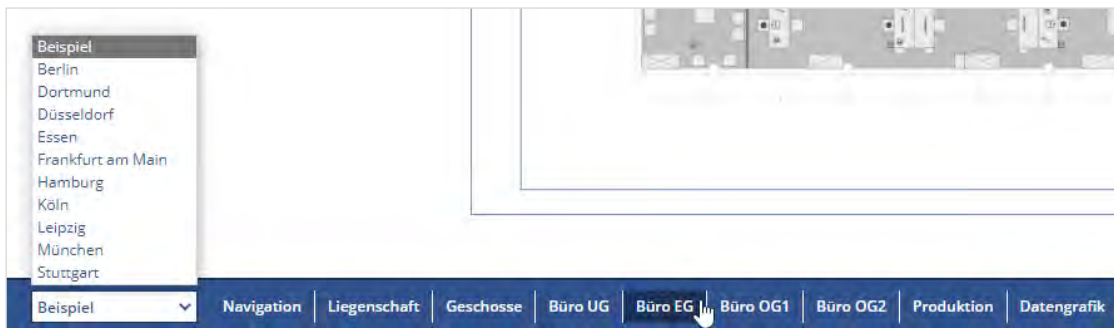 Beispiel
Berlin
Dortmund
Düsseldorf
Essen
Frankfurt am Main
Hamburg
Köln
Leipzig
München
Stuttgart
Beispiel Navigation Liegenschaft Geschosse Büro UG Büro EG Büro OG1 Büro OG2 Produktion Datengrafik